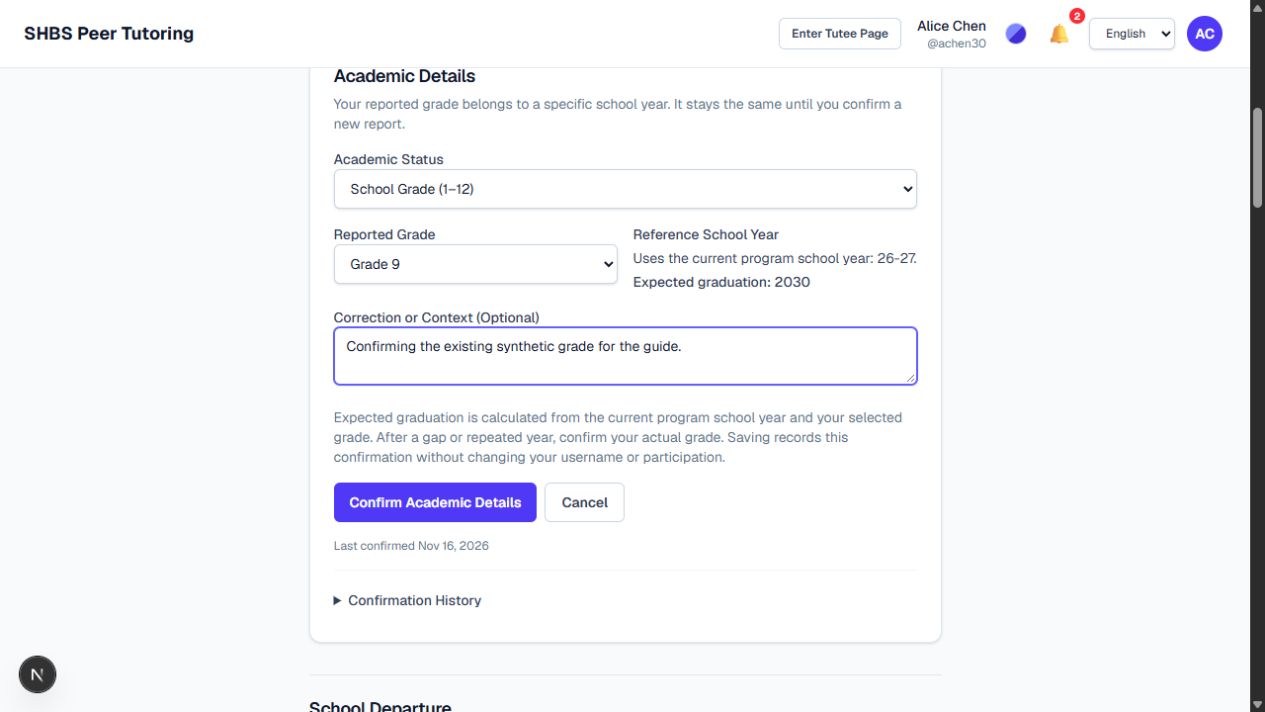 SHBS Peer Tutoring
Enter Tutee Page
Alice Chen
@achen30
2
English
AC
Academic Details
Your reported grade belongs to a specific school year. It stays the same until you confirm a
new report.
Academic Status
School Grade (1–12)
Reported Grade
Grade 9
Reference School Year
Uses the current program school year: 26-27.
Expected graduation: 2030
Correction or Context (Optional)
Confirming the existing synthetic grade for the guide.
Expected graduation is calculated from the current program school year and your selected
grade. After a gap or repeated year, confirm your actual grade. Saving records this
confirmation without changing your username or participation.
Confirm Academic Details
Cancel
Last confirmed Nov 16, 2026
Confirmation History
N
School Departure